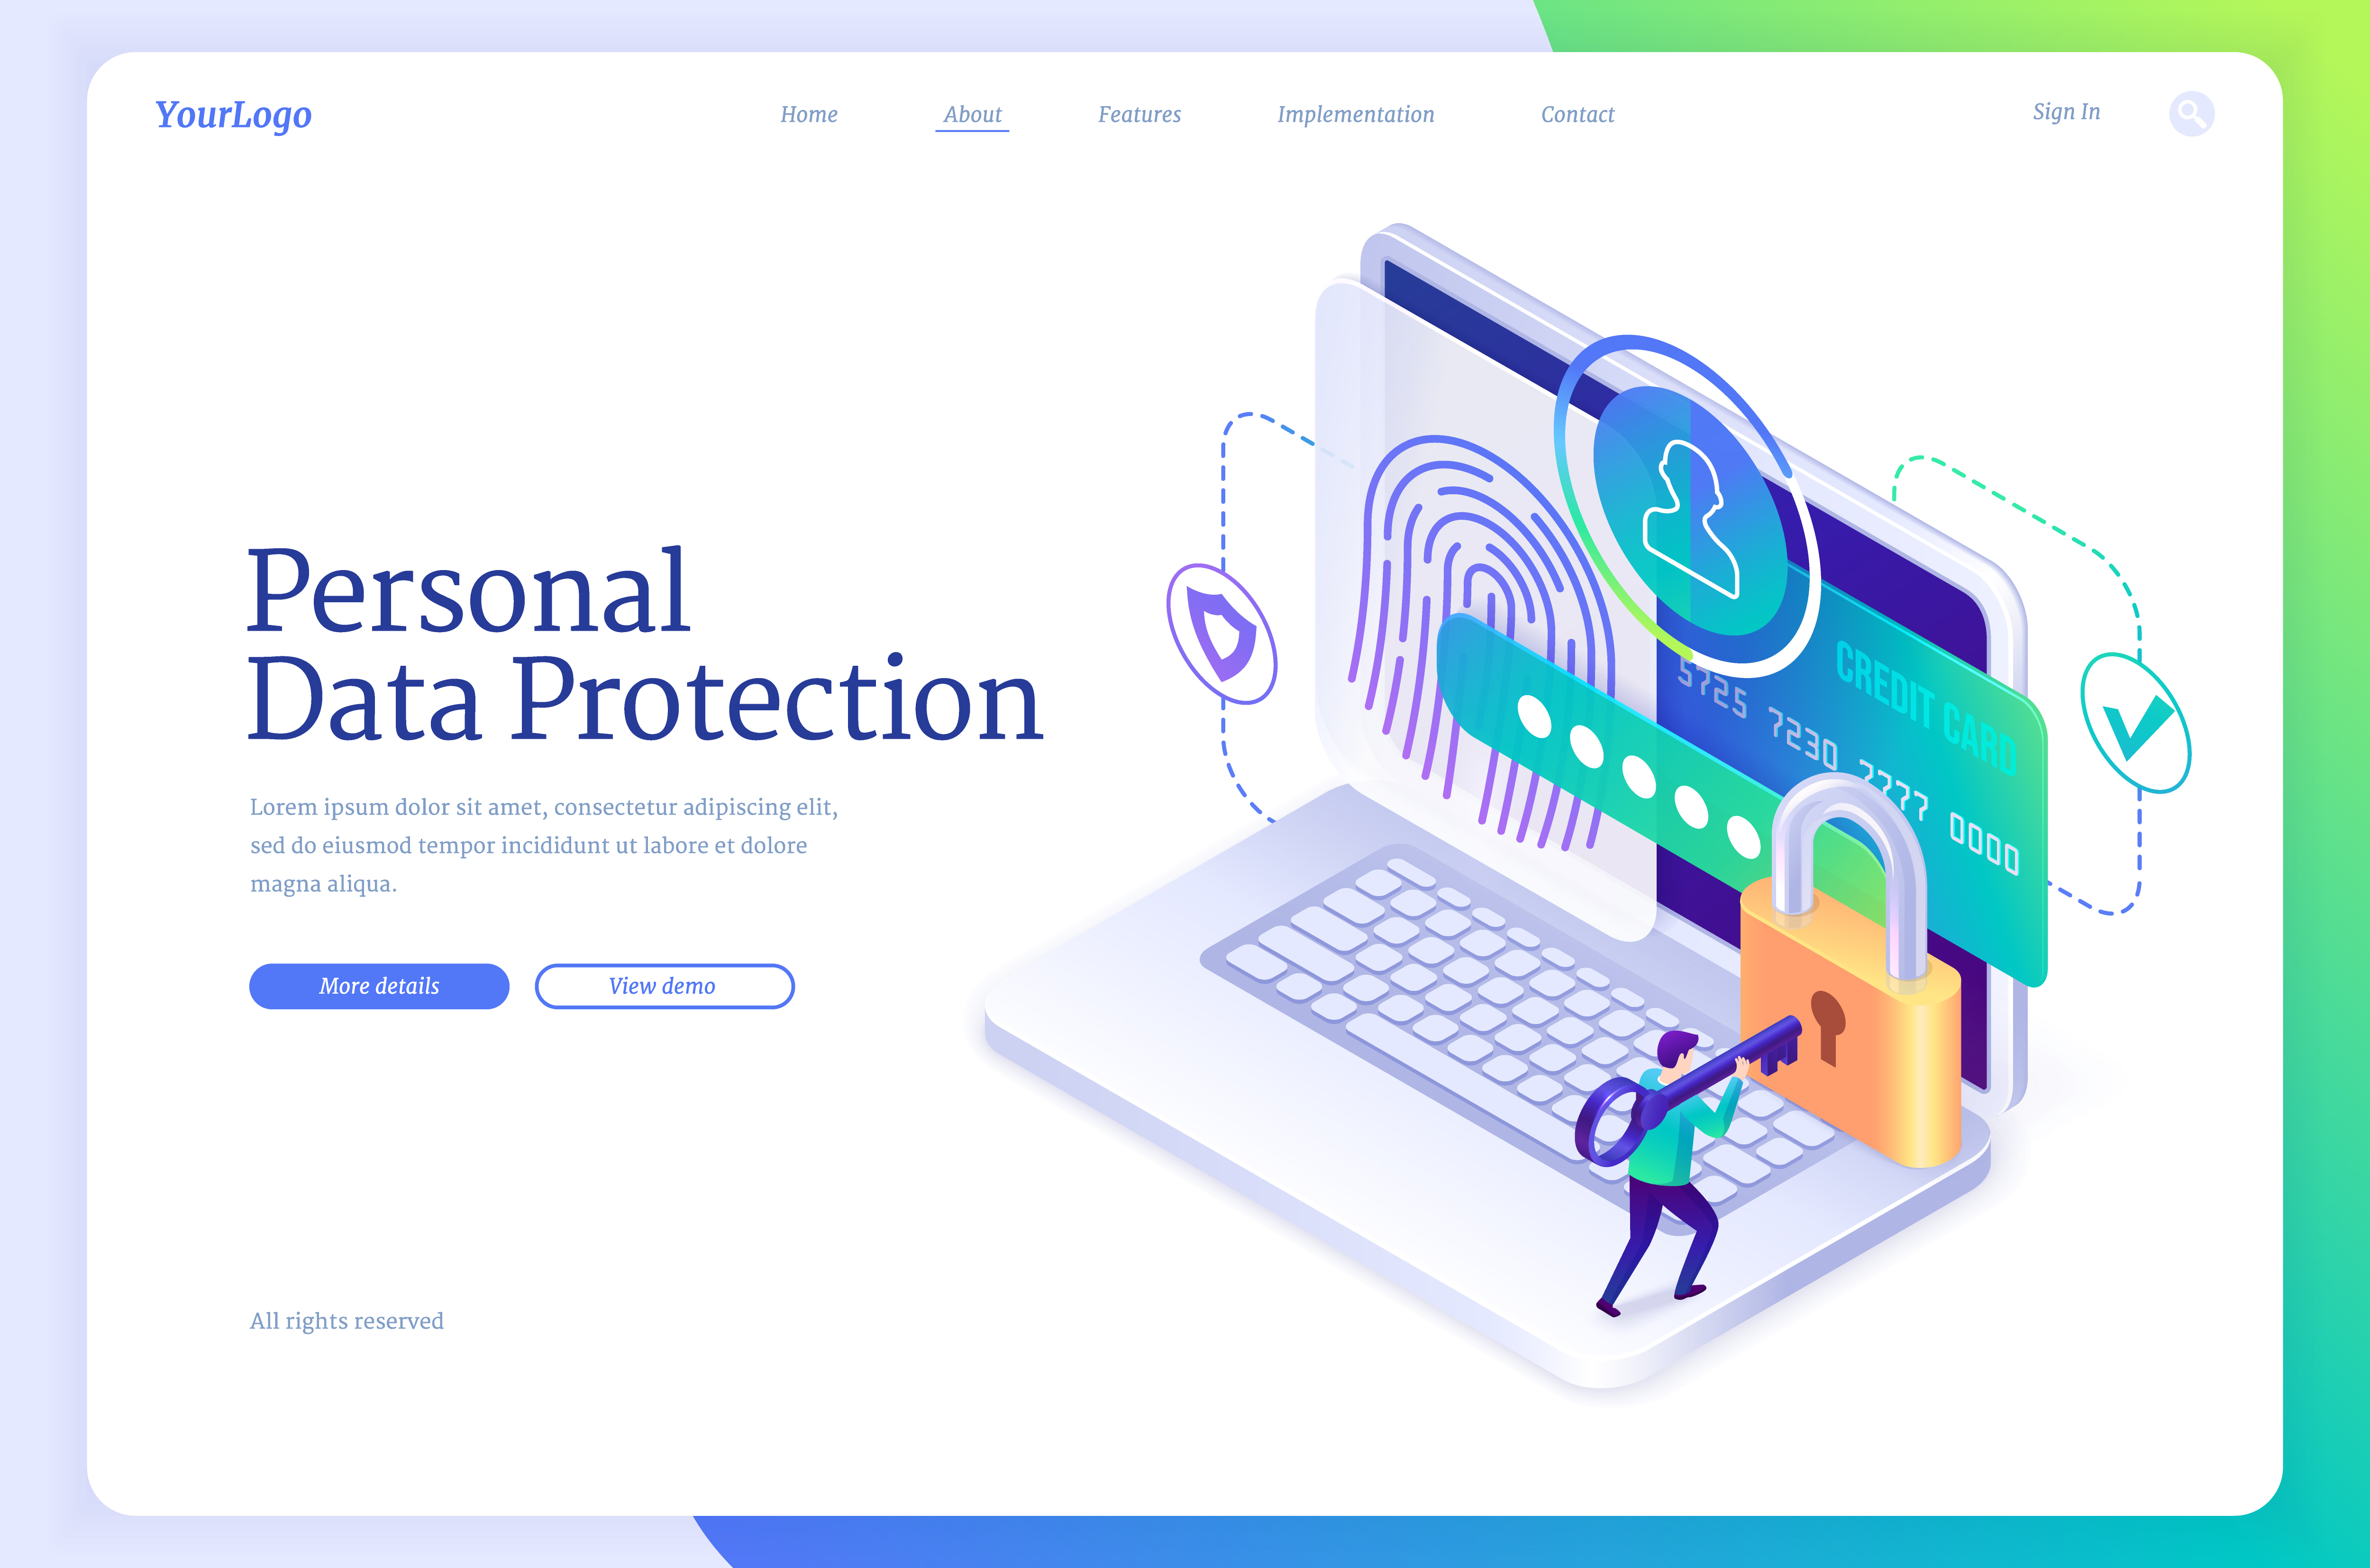 YourLogo
Home
About
Features
Implementation
Contact
Sign In
Personal
Data Protection
Lorem ipsum dolor sit amet, consectetur adipiscing elit,
sed do eiusmod tempor incididunt ut labore et dolore
magna aliqua.
More details
View demo
All rights reserved
CREDIT CARD
5725 7230 7777 0000